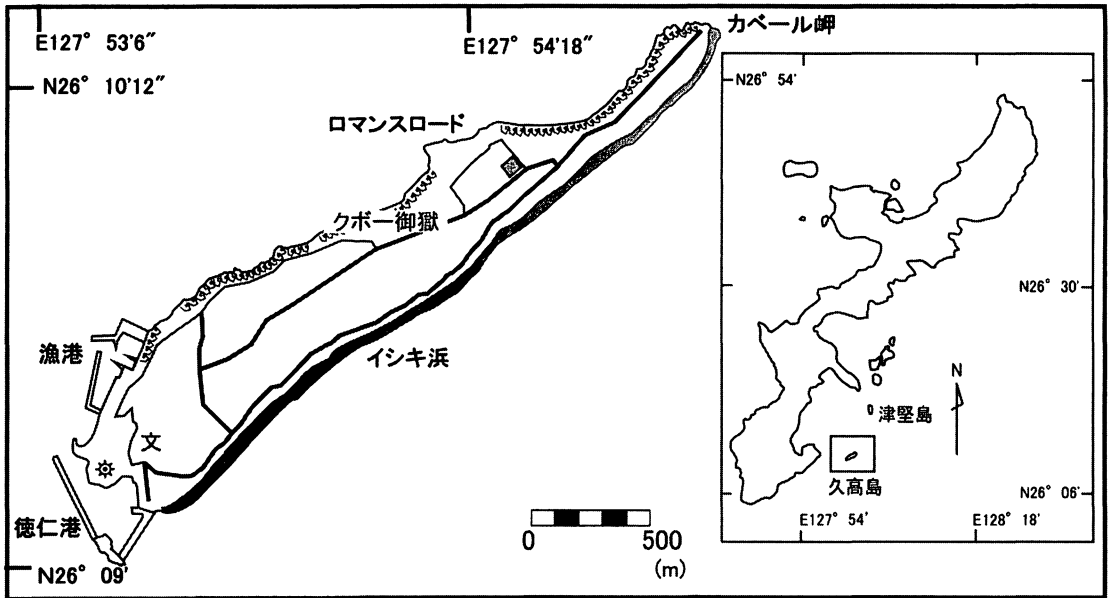 E127° 53'6"
E127° 54'18"
カベール岬
N26° 10'12"
ロマンスロード
クボー御獄
漁港
イシキ浜
文
徳仁港
N26° 09'
0 500
(m)
N26° 54'
N26° 30'
N
津堅島
久高島
N26° 06'
E127° 54'
E128° 18'